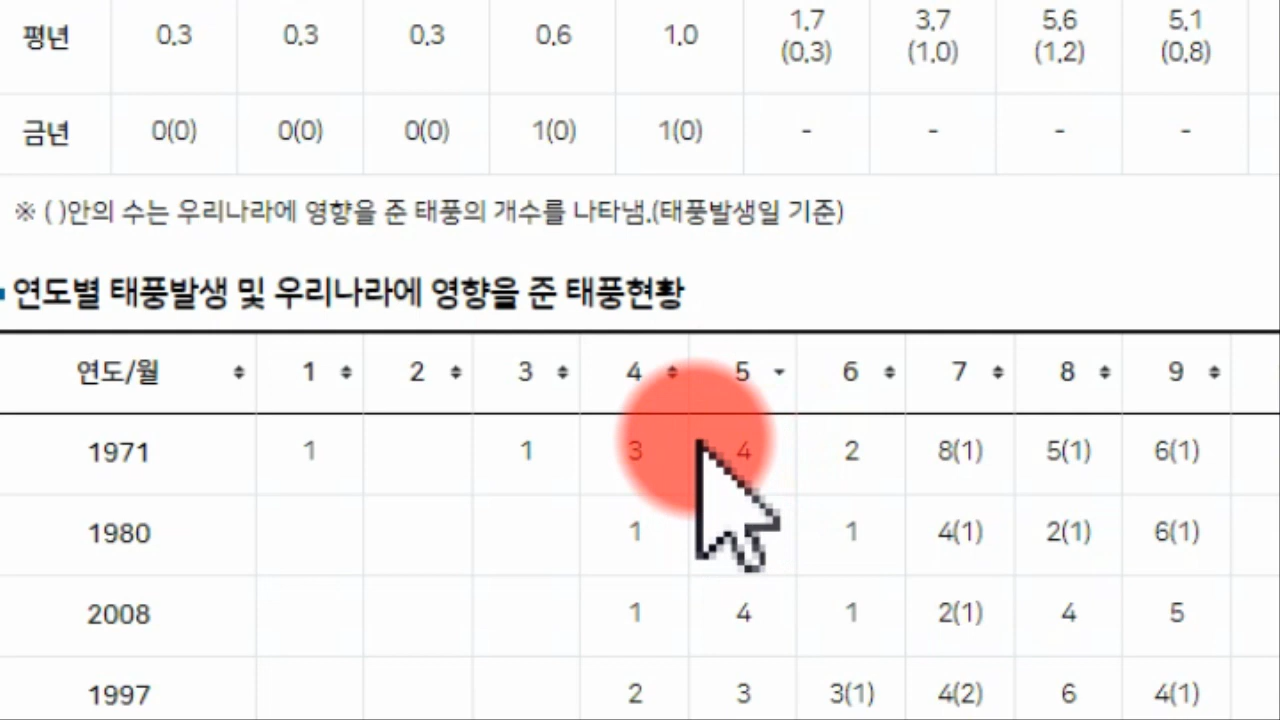 평년 0.3 0.3 0.3 0.6 1.0 1.7 (0.3) 3.7 (1.0) 5.6 (1.2) 5.1 (0.8)
금년 0(0) 0(0) 0(0) 1(0) 1(0) - - - -
※ ( )안의 수는 우리나라에 영향을 준 태풍의 개수를 나타냄.(태풍발생일 기준)
연도별 태풍발생 및 우리나라에 영향을 준 태풍현황
연도/월 1 2 3 4 5 6 7 8 9
1971 1 1 3 4 2 8(1) 5(1) 6(1)
1980 1 1 4(1) 2(1) 6(1)
2008 1 4 1 2(1) 4 5
1997 2 3 3(1) 4(2) 6 4(1)